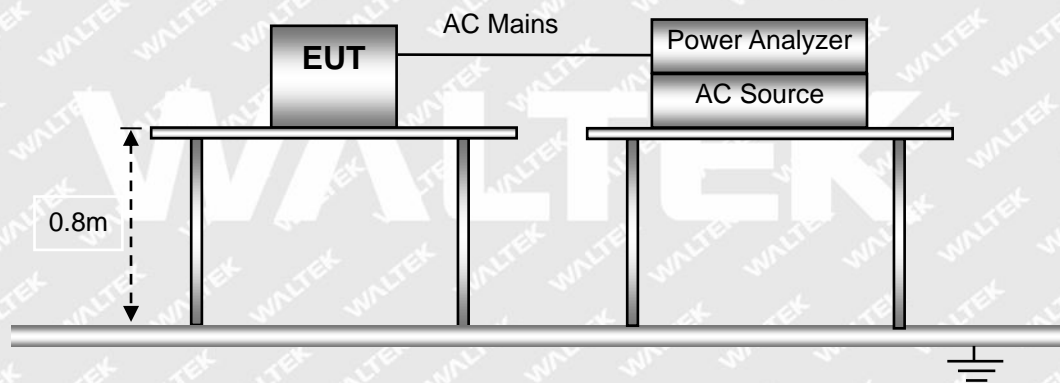 AC Mains
EUT
Power Analyzer
AC Source
0.8m
WALTEK